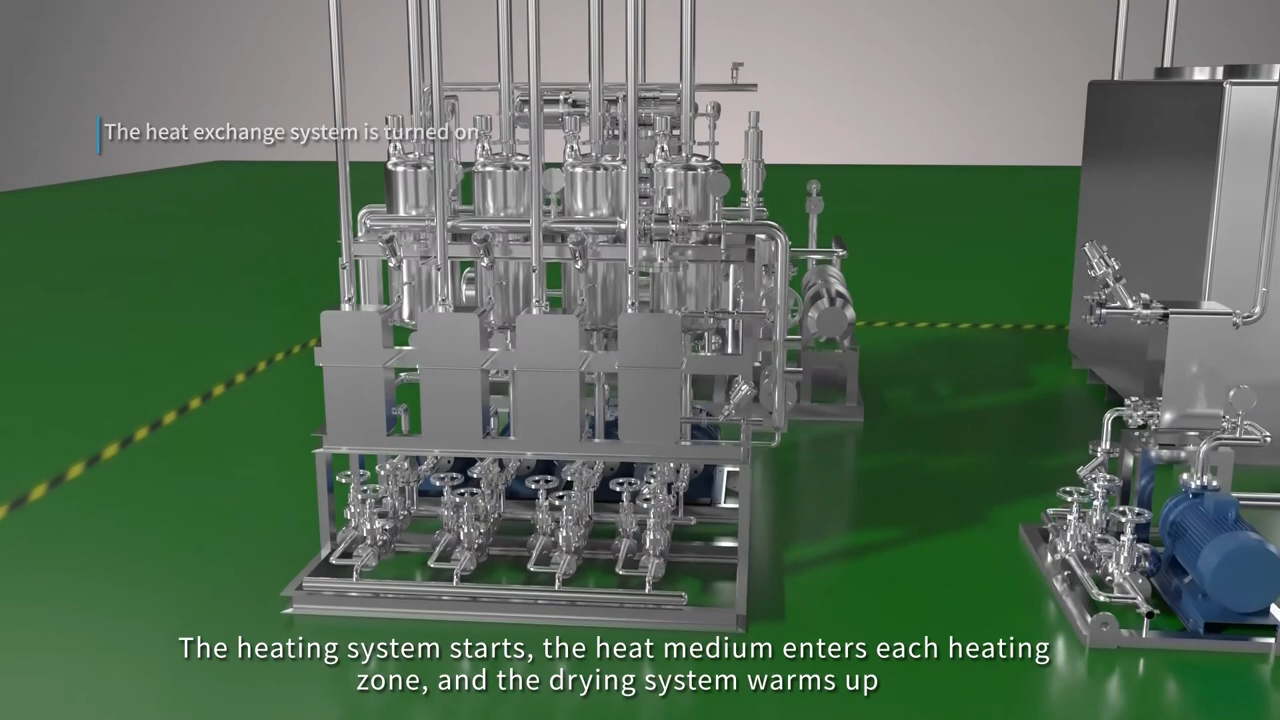 The heat exchange system is turned on
The heating system starts, the heat medium enters each heating
zone, and the drying system warms up